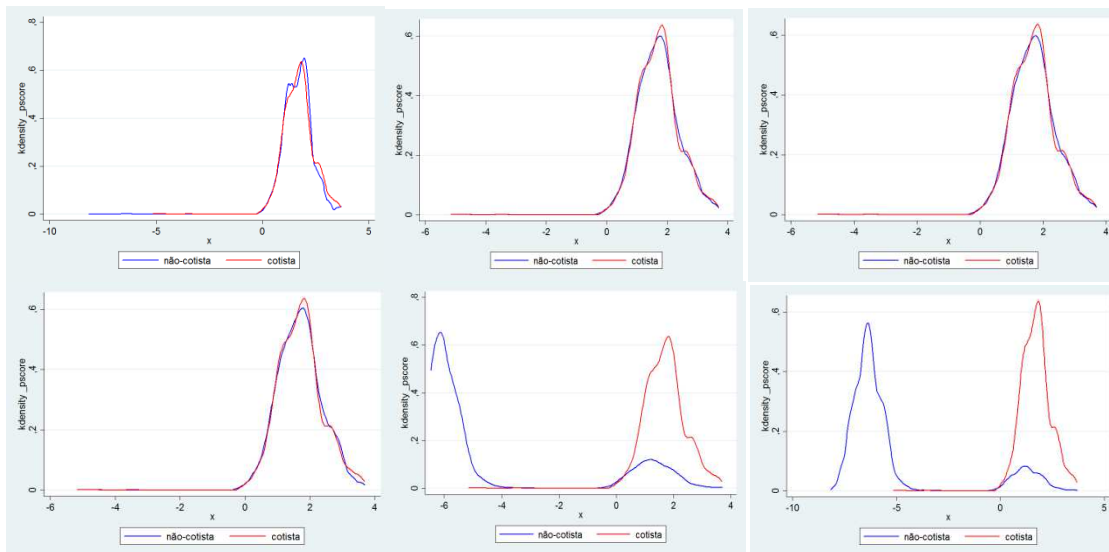 kdensity _pscore
0 .2 .4 .6 .8
-10 -5 0 5
x
não-cotista cotista
kdensity _pscore
0 .2 .4 .6
-6 -4 -2 0 2 4
x
não-cotista cotista
kdensity _pscore
0 .2 .4 .6
-6 -4 -2 0 2 4
x
não-cotista cotista
kdensity _pscore
0 .2 .4 .6
-6 -4 -2 0 2 4
x
não-cotista cotista
kdensity _pscore
0 .2 .4 .6 .8
-6 -4 -2 0 2 4
x
não-cotista cotista
kdensity _pscore
0 .2 .4 .6
-10 -5 0 5
x
não-cotista cotista